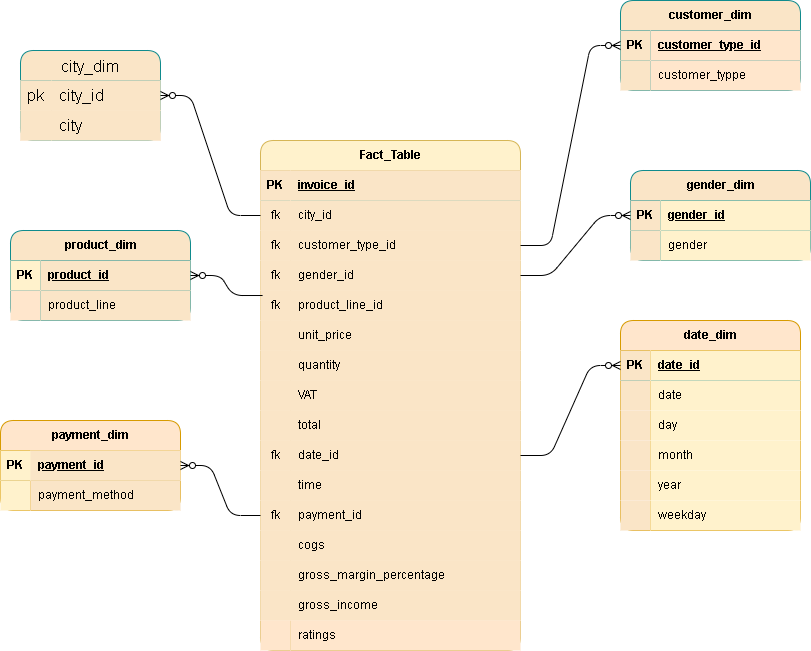 customer_dim
PK customer_type_id
customer_typpe
city_dim
pk city_id
city
Fact_Table
PK invoice_id
fk city_id
fk customer_type_id
fk gender_id
fk product_line_id
unit_price
quantity
VAT
total
fk date_id
time
fk payment_id
cogs
gross_margin_percentage
gross_income
ratings
gender_dim
PK gender_id
gender
product_dim
PK product_id
product_line
date_dim
PK date_id
date
day
month
year
weekday
payment_dim
PK payment_id
payment_method